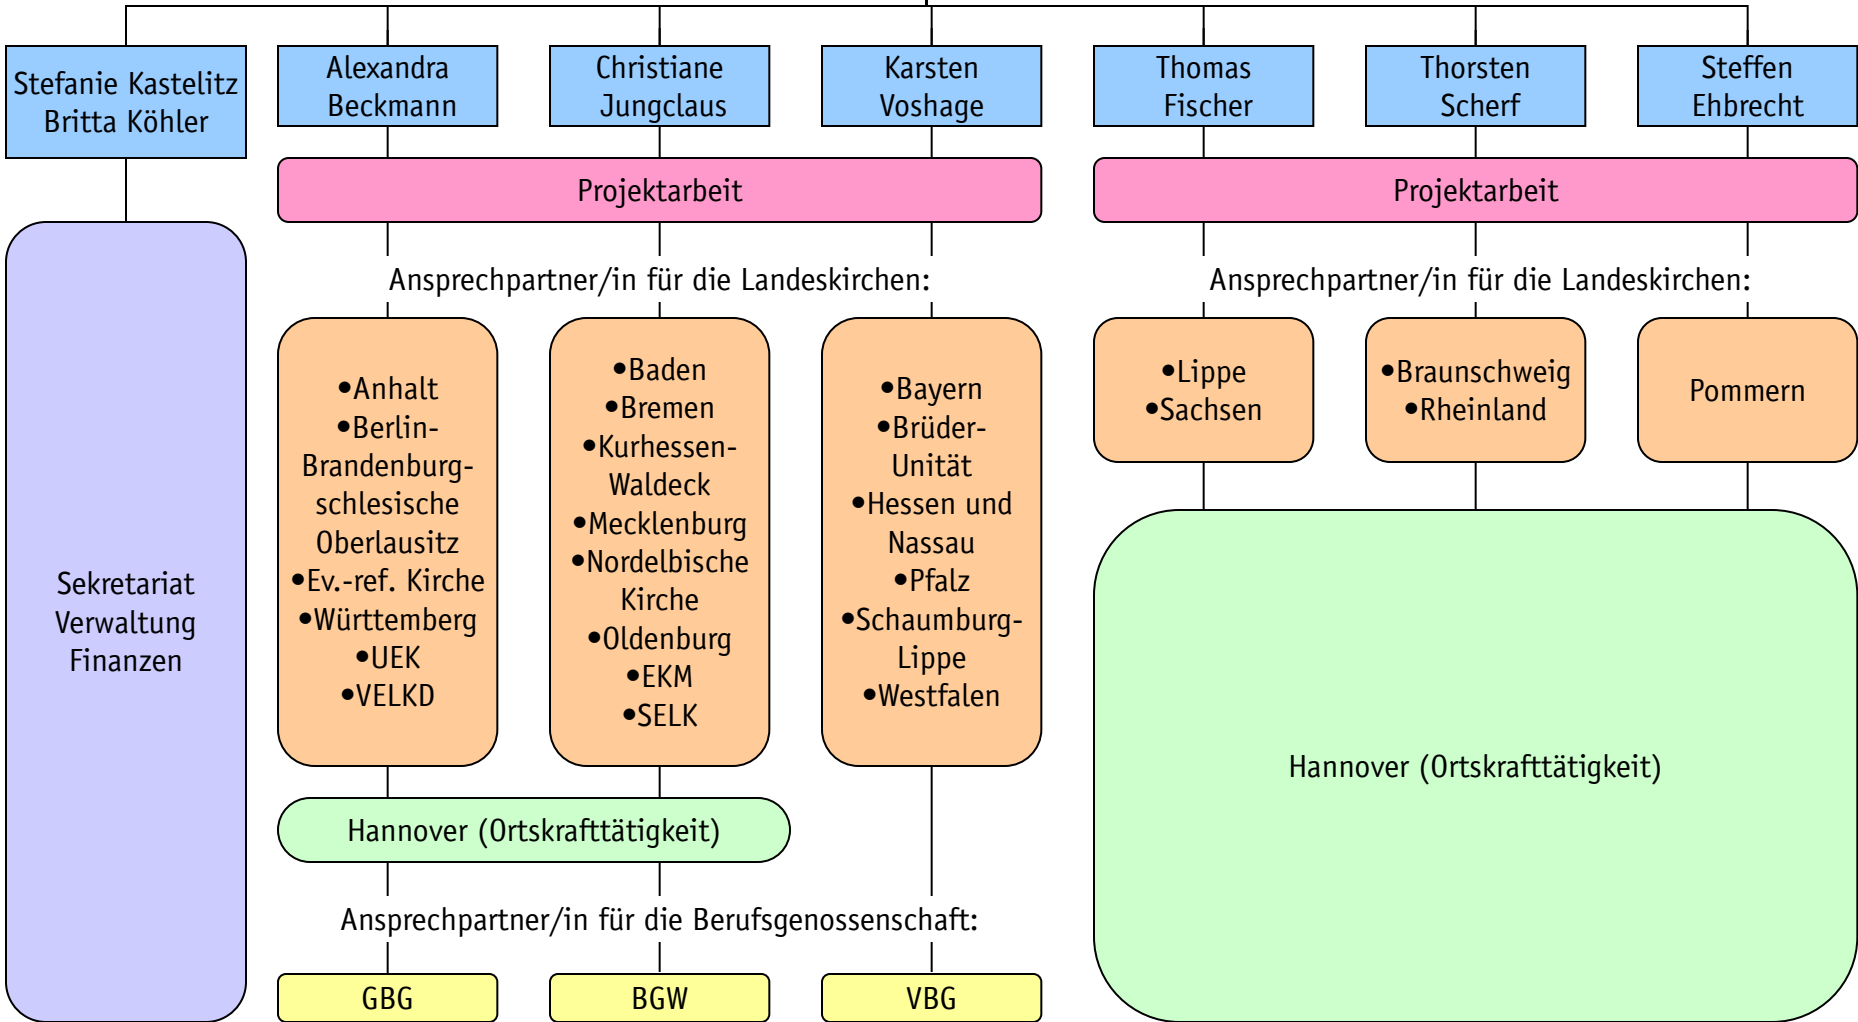 Stefanie Kastelitz
Britta Köhler
Alexandra
Beckmann
Christiane
Jungclaus
Karsten
Voshage
Thomas
Fischer
Thorsten
Scherf
Steffen
Ehbrecht
Projektarbeit
Projektarbeit
Ansprechpartner/in für die Landeskirchen:
Ansprechpartner/in für die Landeskirchen:
Sekretariat
Verwaltung
Finanzen
•Anhalt
•Berlin-
Brandenburg-
schlesische
Oberlausitz
•Ev.-ref. Kirche
•Württemberg
•UEK
•VELKD
•Baden
•Bremen
•Kurhessen-
Waldeck
•Mecklenburg
•Nordelbische
Kirche
•Oldenburg
•EKM
•SELK
•Bayern
•Brüder-
Unität
•Hessen und
Nassau
•Pfalz
•Schaumburg-
Lippe
•Westfalen
•Lippe
•Sachsen
•Braunschweig
•Rheinland
Pommern
Hannover (Ortskrafttätigkeit)
Hannover (Ortskrafttätigkeit)
Ansprechpartner/in für die Berufsgenossenschaft:
GBG
BGW
VBG